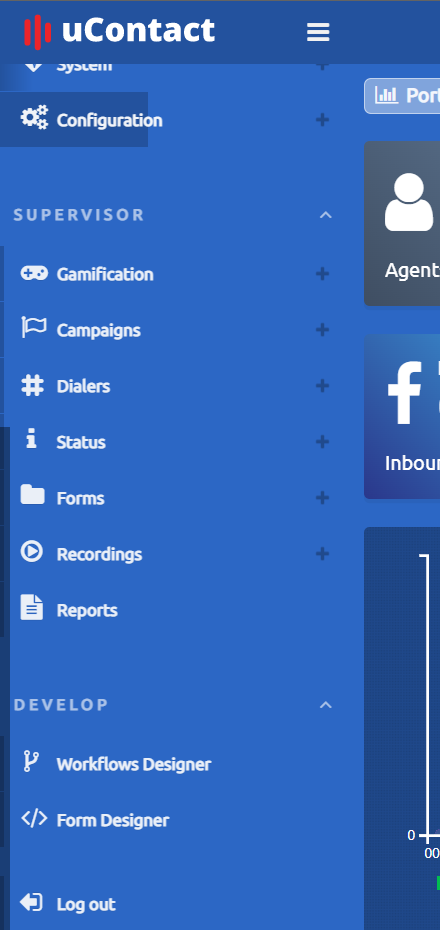 uContact
System
Configuration
SUPERVISOR
Gamification
Campaigns
Dialers
Status
Forms
Recordings
Reports
DEVELOP
Workflows Designer
Form Designer
Log out
Port
Agent
Inbour
0
00